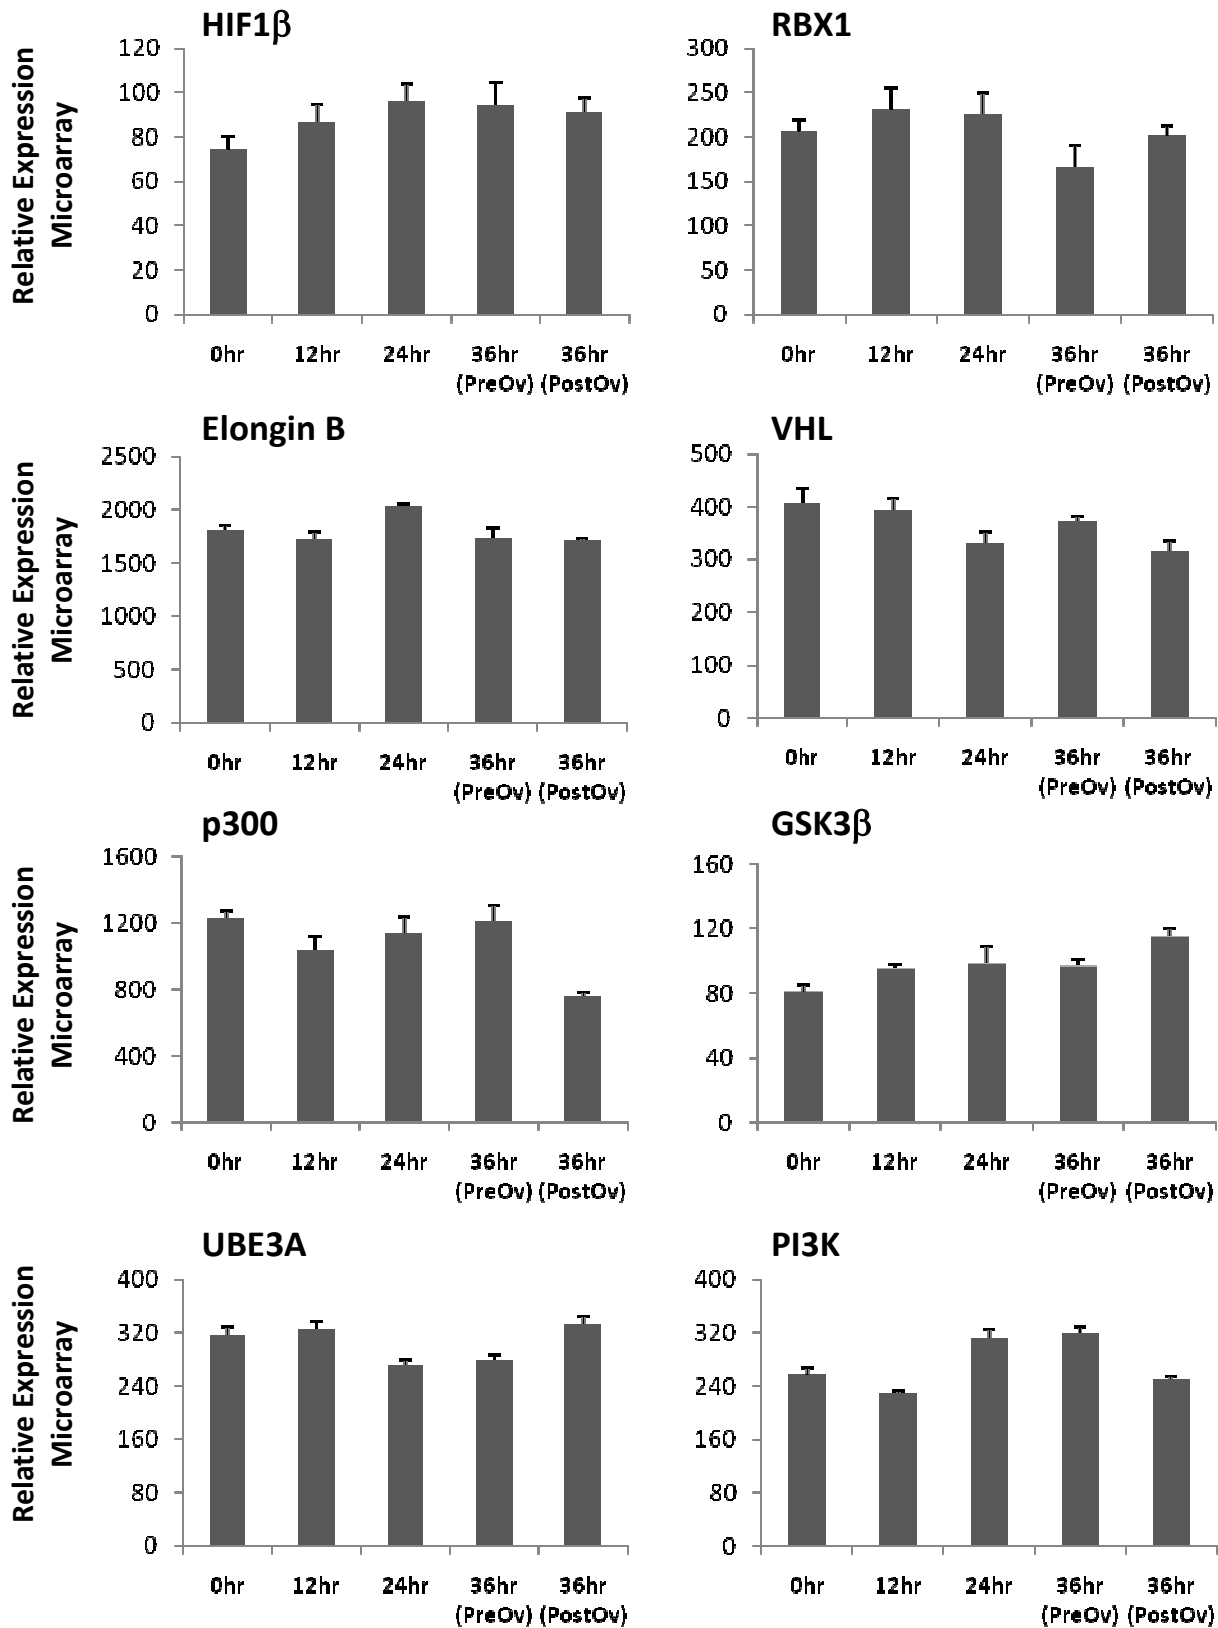 HIF1β
Relative Expression
Microarray
120
100
80
60
40
20
0
0hr 12hr 24hr 36hr 36hr
(PreOv) (PostOv)
RBX1
300
250
200
150
100
50
0
0hr 12hr 24hr 36hr 36hr
(PreOv) (PostOv)
Elongin B
Relative Expression
Microarray
2500
2000
1500
1000
500
0
0hr 12hr 24hr 36hr 36hr
(PreOv) (PostOv)
VHL
500
400
300
200
100
0
0hr 12hr 24hr 36hr 36hr
(PreOv) (PostOv)
p300
Relative Expression
Microarray
1600
1200
800
400
0
0hr 12hr 24hr 36hr 36hr
(PreOv) (PostOv)
GSK3β
160
120
80
40
0
0hr 12hr 24hr 36hr 36hr
(PreOv) (PostOv)
UBE3A
Relative Expression
Microarray
400
320
240
160
80
0
0hr 12hr 24hr 36hr 36hr
(PreOv) (PostOv)
PI3K
400
320
240
160
80
0
0hr 12hr 24hr 36hr 36hr
(PreOv) (PostOv)